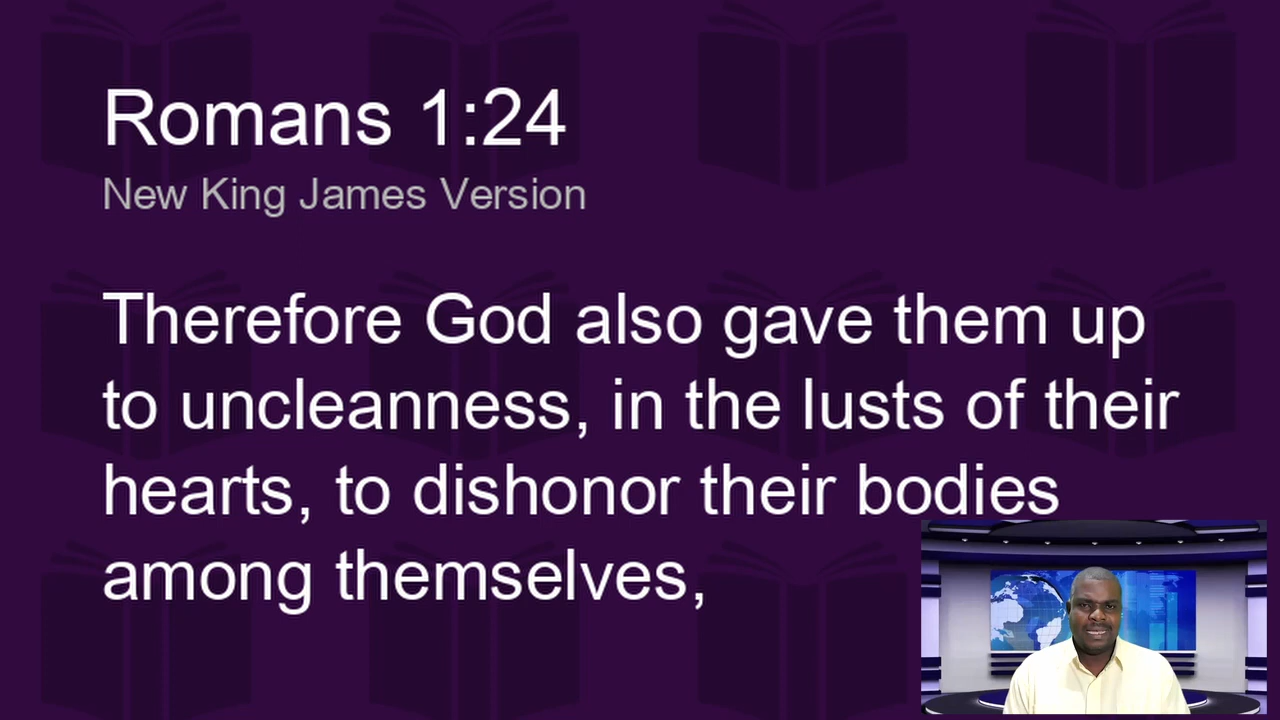 Romans 1:24
New King James Version
Therefore God also gave them up
to uncleanness, in the lusts of their
hearts, to dishonor their bodies
among themselves,